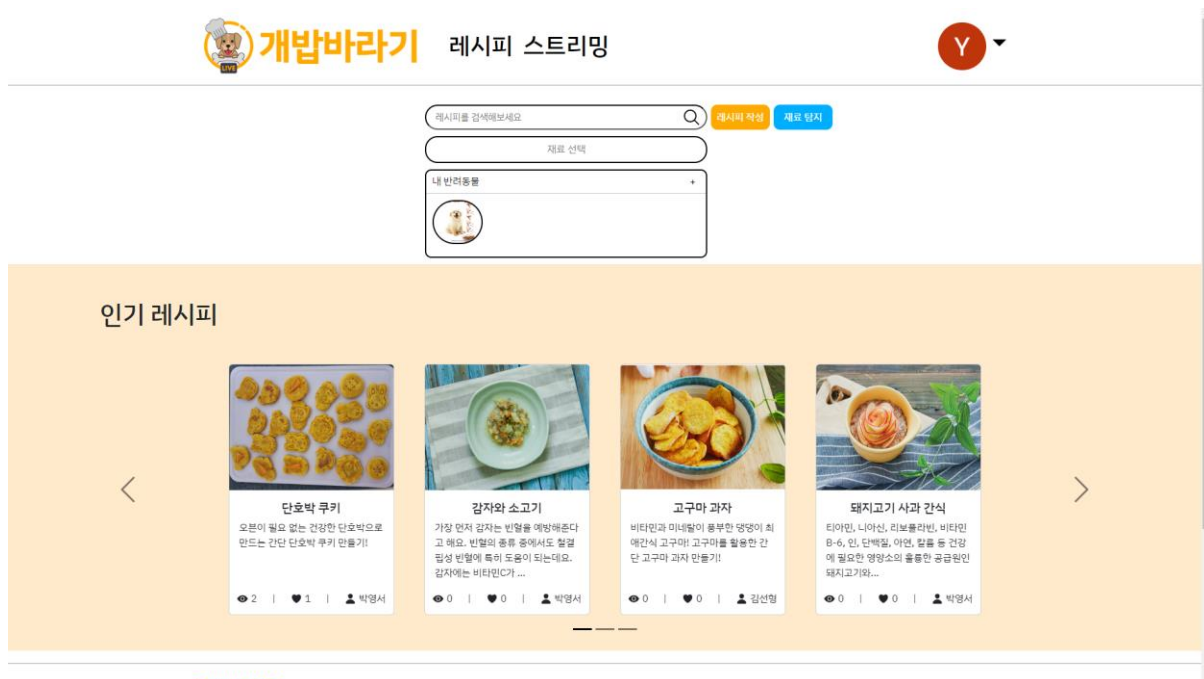 LIVE
개밥바라기
레시피 스트리밍
Y
레시피를 검색해보세요
레시피 작성
재료 탐지
재료 선택
내 반려동물 +
인기 레시피
단호박 쿠키
오븐이 필요 없는 건강한 단호박으로
만드는 간단 단호박 쿠키 만들기!
2 | 1 | 박영서
감자와 소고기
가장 먼저 감자는 빈혈을 예방해준다
고 해요. 빈혈의 종류 중에서도 철결
핍성 빈혈에 특히 도움이 되는데요.
감자에는 비타민C가 ...
0 | 0 | 박영서
고구마 과자
비타민과 미네랄이 풍부한 댕댕이 최
애간식 고구마! 고구마를 활용한 간
단 고구마 과자 만들기!
0 | 0 | 김선형
돼지고기 사과 간식
티아민, 니아신, 리보플라빈, 비타민
B-6, 인, 단백질, 아연, 칼륨 등 건강
에 필요한 영양소의 훌륭한 공급원인
돼지고기와...
0 | 0 | 박영서